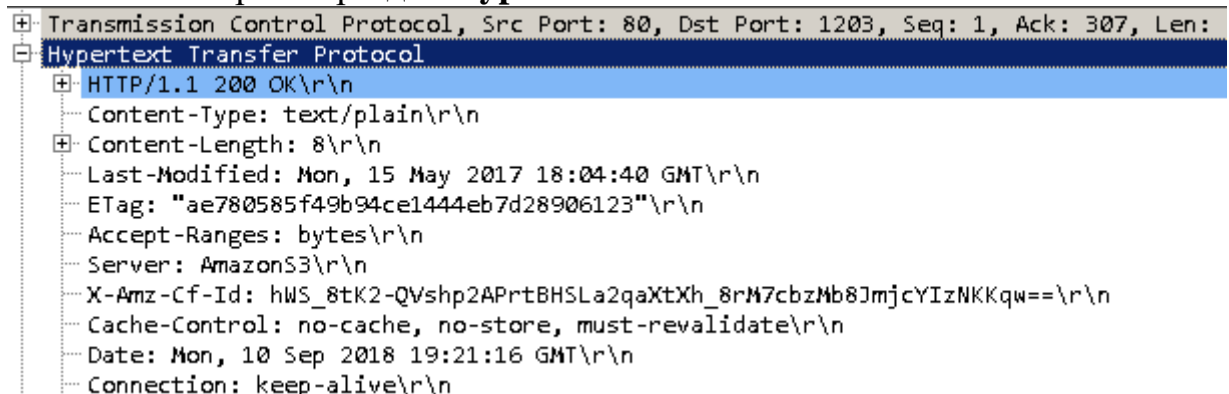 Transmission Control Protocol, Src Port: 80, Dst Port: 1203, Seq: 1, Ack: 307, Len:
Hypertext Transfer Protocol
HTTP/1.1 200 OK\r\n
Content-Type: text/plain\r\n
Content-Length: 8\r\n
Last-Modified: Mon, 15 May 2017 18:04:40 GMT\r\n
ETag: "ae780585f49b94ce1444eb7d28906123"\r\n
Accept-Ranges: bytes\r\n
Server: AmazonS3\r\n
X-Amz-Cf-Id: hWS_8tK2-QVshp2APrtBHSLa2qaXtXh_8rM7cbzMb8JmjcYIzNKKqw==\r\n
Cache-Control: no-cache, no-store, must-revalidate\r\n
Date: Mon, 10 Sep 2018 19:21:16 GMT\r\n
Connection: keep-alive\r\n